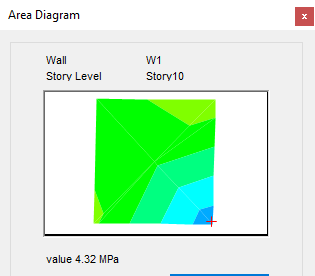 Area Diagram
Wall W1
Story Level Story10
value 4.32 MPa